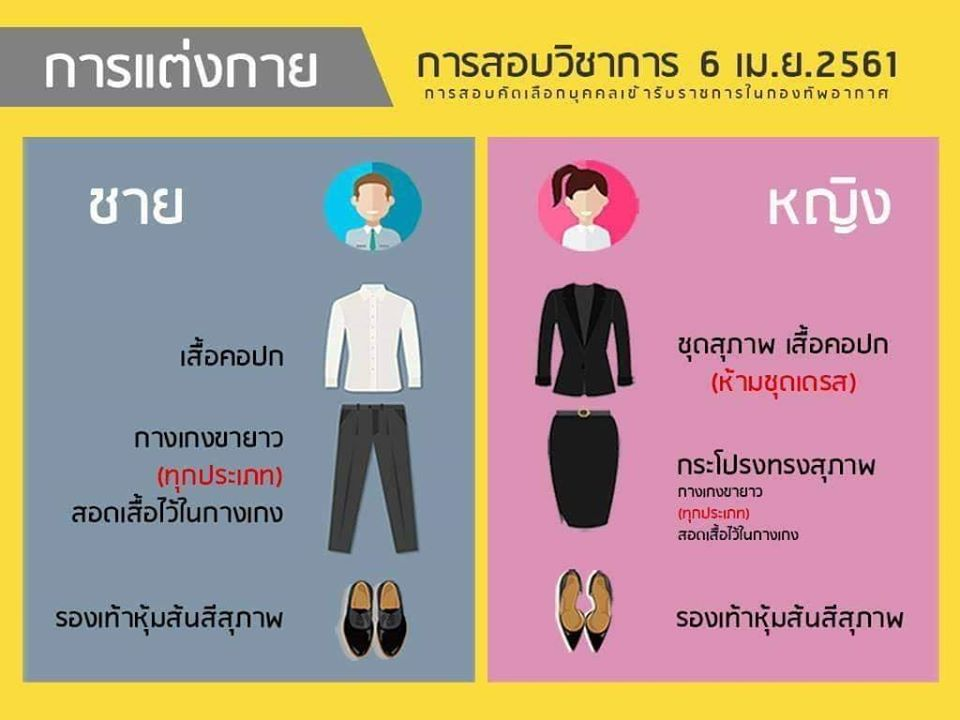 การแต่งกาย
การสอบวิชาการ 6 เม.ย.2561
การสอบคัดเลือกบุคคลเข้ารับราชการในกองทัพอากาศ
ชาย
เสื้อคอปก
กางเกงขายาว
(ทุกประเภท)
สอดเสื้อไว้ในกางเกง
รองเท้าหุ้มส้นสีสุภาพ
หญิง
ชุดสุภาพ เสื้อคอปก
(ห้ามชุดเดรส)
กระโปรงทรงสุภาพ
กางเกงขายาว
(ทุกประเภท)
สอดเสื้อไว้ในกางเกง
รองเท้าหุ้มส้นสีสุภาพ